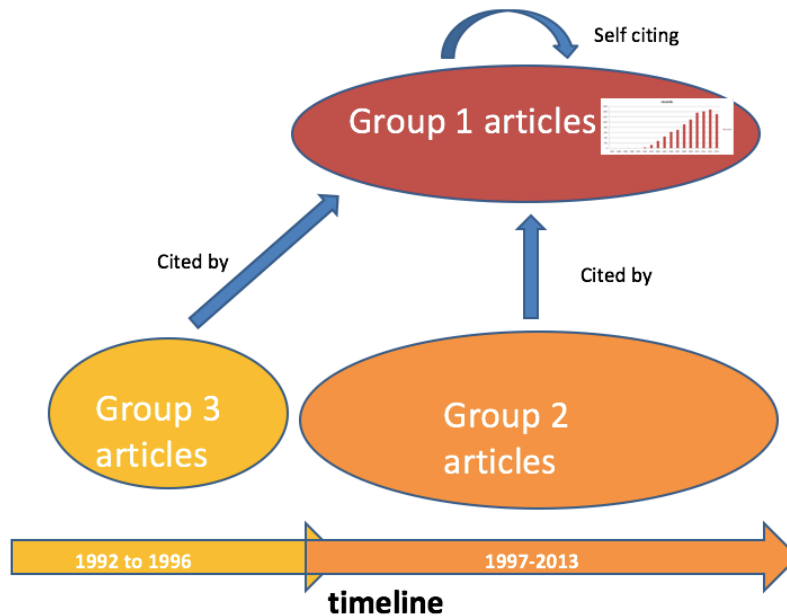 Self citing
Group 1 articles
Cited by
Cited by
Group 3
articles
Group 2
articles
1992 to 1996
1997-2013
timeline